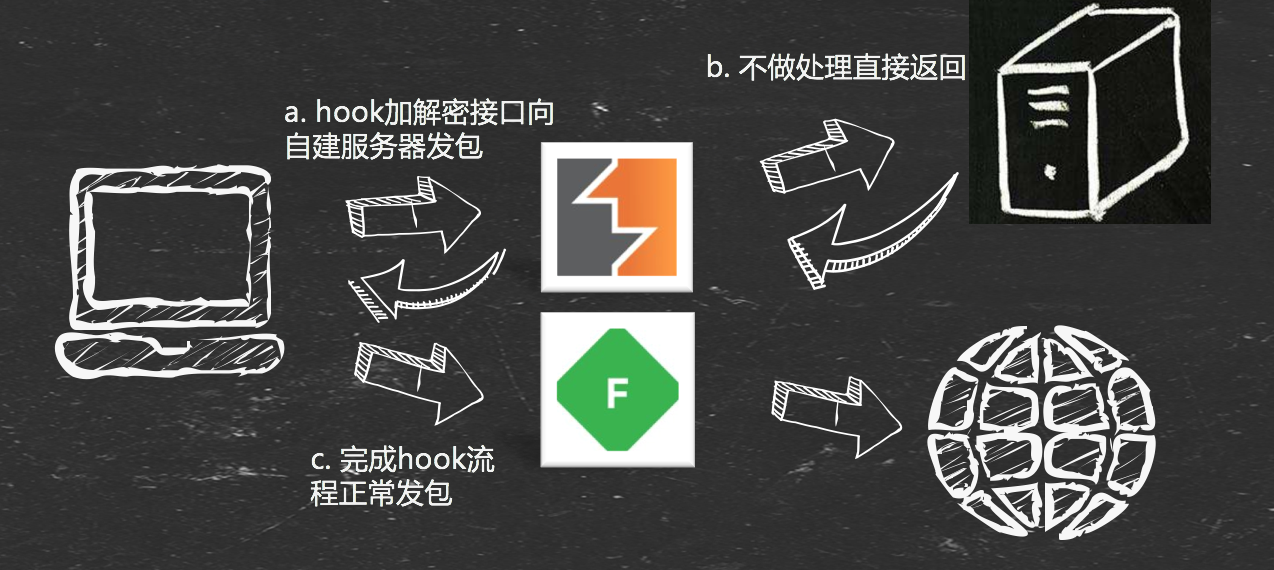 b. 不做处理直接返回
a. hook加解密接口向
自建服务器发包
F
c. 完成hook流
程正常发包